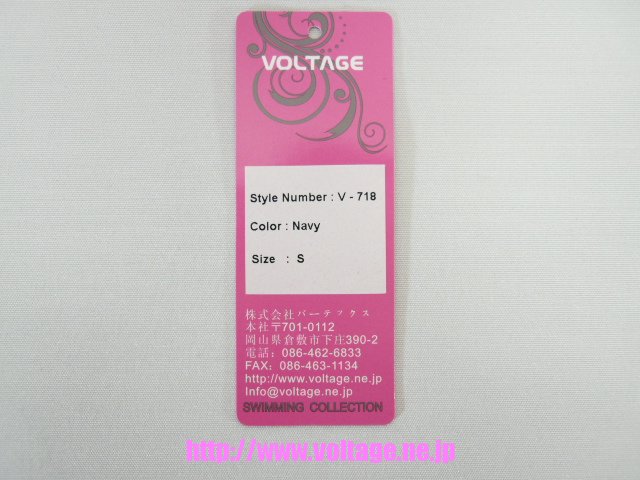 VOLTAGE
Style Number : V - 718
Color : Navy
Size : S
株式会社バーテックス
本社〒701-0112
岡山県倉敷市下庄390-2
電話：086-462-6833
FAX：086-463-1134
http://www.voltage.ne.jp
Info@voltage.ne.jp
SWIMMING COLLECTION
http://www.voltage.ne.jp